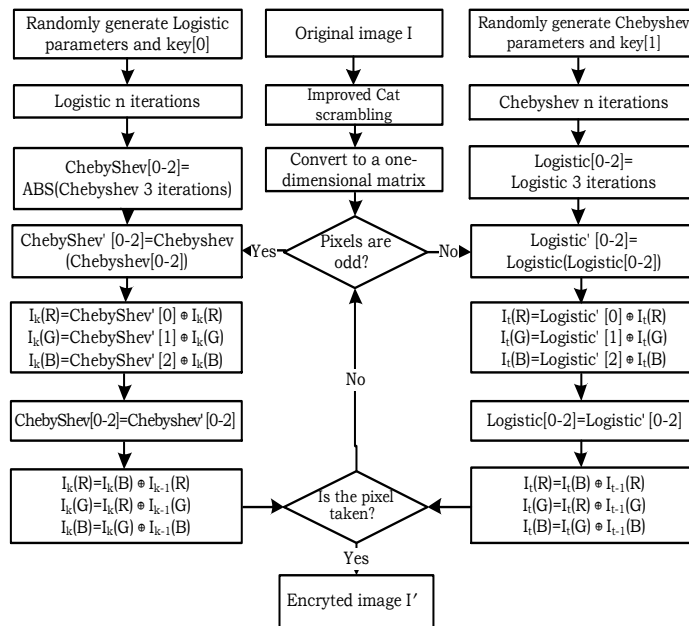 Randomly generate Logistic
parameters and key[0]
Logistic n iterations
ChebyShev[0-2]=
ABS(Chebyshev 3 iterations)
ChebyShev' [0-2]=Chebyshev
(Chebyshev[0-2])
Iₖ(R)=ChebyShev' [0] ⊕ Iₖ(R)
Iₖ(G)=ChebyShev' [1] ⊕ Iₖ(G)
Iₖ(B)=ChebyShev' [2] ⊕ Iₖ(B)
ChebyShev[0-2]=Chebyshev' [0-2]
Iₖ(R)=Iₖ(B) ⊕ Iₖ₋₁(R)
Iₖ(G)=Iₖ(R) ⊕ Iₖ₋₁(G)
Iₖ(B)=Iₖ(G) ⊕ Iₖ₋₁(B)
Original image I
Improved Cat
scrambling
Convert to a one-
dimensional matrix
Pixels are
odd?
Yes
No
No
Is the pixel
taken?
Yes
Encryted image I′
Randomly generate Chebyshev
parameters and key[1]
Chebyshev n iterations
Logistic[0-2]=
Logistic 3 iterations
Logistic' [0-2]=
Logistic(Logistic[0-2])
Iₜ(R)=Logistic' [0] ⊕ Iₜ(R)
Iₜ(G)=Logistic' [1] ⊕ Iₜ(G)
Iₜ(B)=Logistic' [2] ⊕ Iₜ(B)
Logistic[0-2]=Logistic' [0-2]
Iₜ(R)=Iₜ(B) ⊕ Iₜ₋₁(R)
Iₜ(G)=Iₜ(R) ⊕ Iₜ₋₁(G)
Iₜ(B)=Iₜ(G) ⊕ Iₜ₋₁(B)